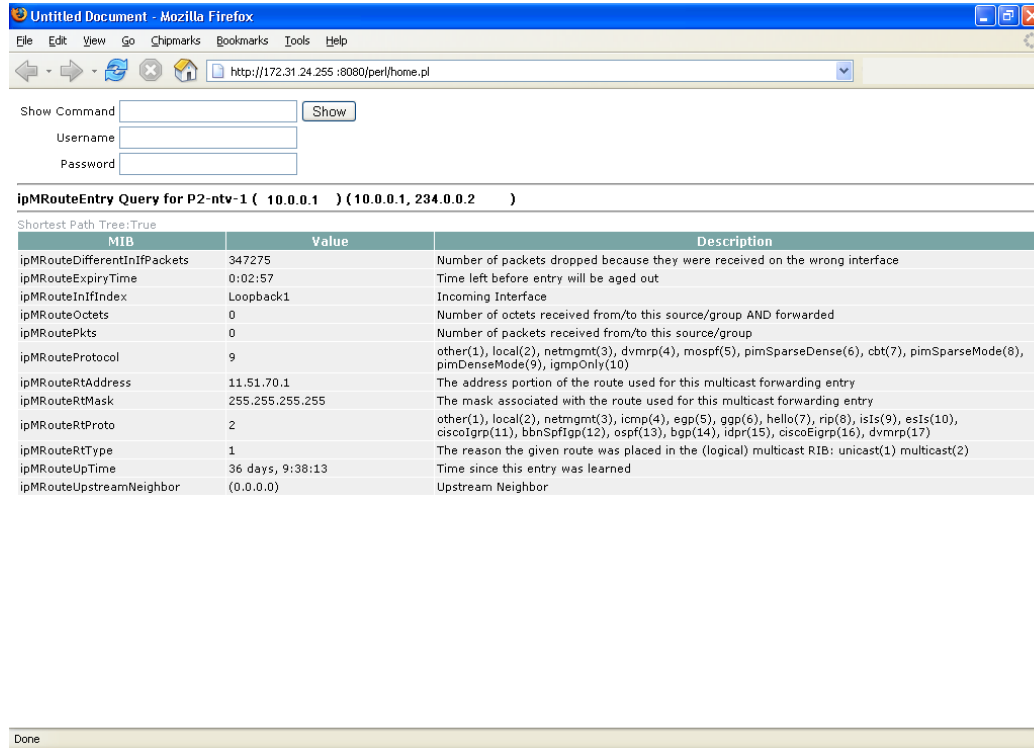 Untitled Document - Mozilla Firefox
File Edit View Go Chipmarks Bookmarks Tools Help
http://172.31.24.255 :8080/perl/home.pl
Show Command Show
Username
Password
ipMRouteEntry Query for P2-ntv-1 ( 10.0.0.1 ) (10.0.0.1, 234.0.0.2 )
Shortest Path Tree:True
MIB Value Description
ipMRouteDifferentInIfPackets 347275 Number of packets dropped because they were received on the wrong interface
ipMRouteExpiryTime 0:02:57 Time left before entry will be aged out
ipMRouteInIfIndex Loopback1 Incoming Interface
ipMRouteOctets 0 Number of octets received from/to this source/group AND forwarded
ipMRoutePkts 0 Number of packets received from/to this source/group
ipMRouteProtocol 9 other(1), local(2), netmgmt(3), dvmrp(4), mospf(5), pimSparseDense(6), cbt(7), pimSparseMode(8),
pimDenseMode(9), igmpOnly(10)
ipMRouteRtAddress 11.51.70.1 The address portion of the route used for this multicast forwarding entry
ipMRouteRtMask 255.255.255.255 The mask associated with the route used for this multicast forwarding entry
ipMRouteRtProto 2 other(1), local(2), netmgmt(3), icmp(4), egp(5), ggp(6), hello(7), rip(8), isIs(9), esIs(10),
ciscoIgrp(11), bbnSpfIgp(12), ospf(13), bgp(14), idpr(15), ciscoEigrp(16), dvmrp(17)
ipMRouteRtType 1 The reason the given route was placed in the (logical) multicast RIB: unicast(1) multicast(2)
ipMRouteUpTime 36 days, 9:38:13 Time since this entry was learned
ipMRouteUpstreamNeighbor (0.0.0.0) Upstream Neighbor
Done